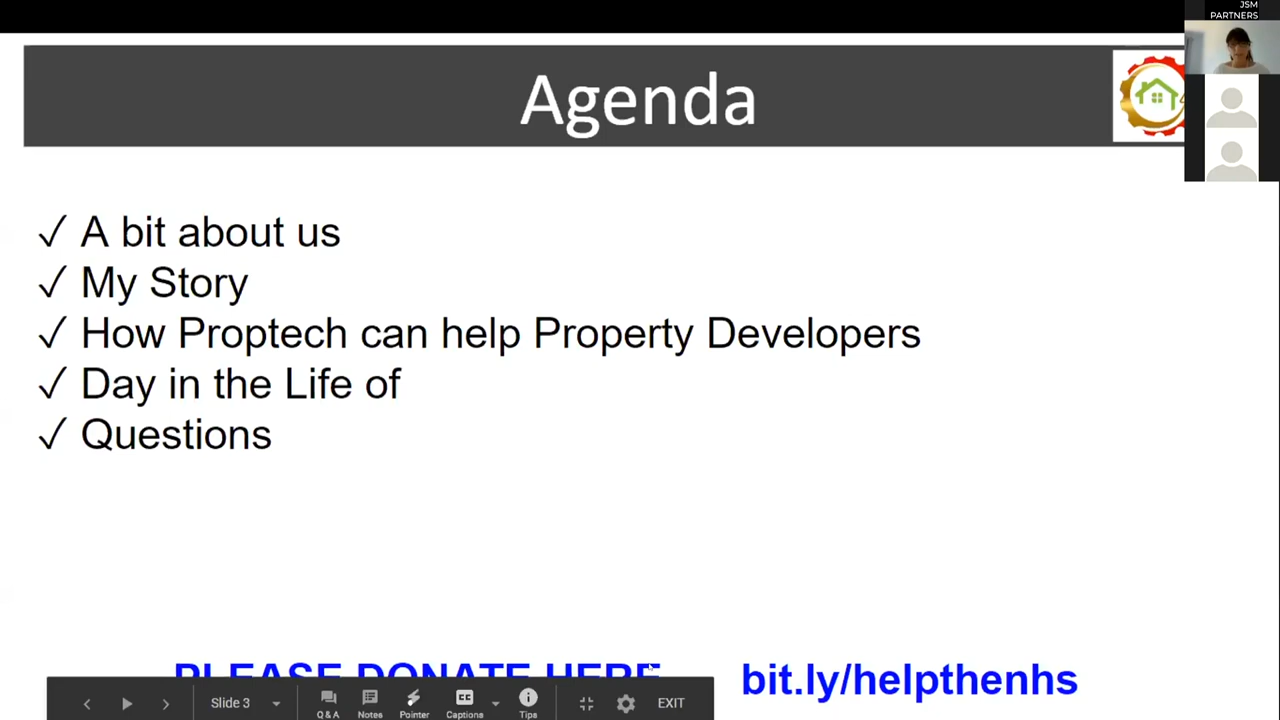 JSM
PARTNERS
Agenda
✓ A bit about us
✓ My Story
✓ How Proptech can help Property Developers
✓ Day in the Life of
✓ Questions
PLEASE DONATE HERE bit.ly/helpthenhs
Slide 3
Q & A Notes Pointer CC Captions Tips EXIT